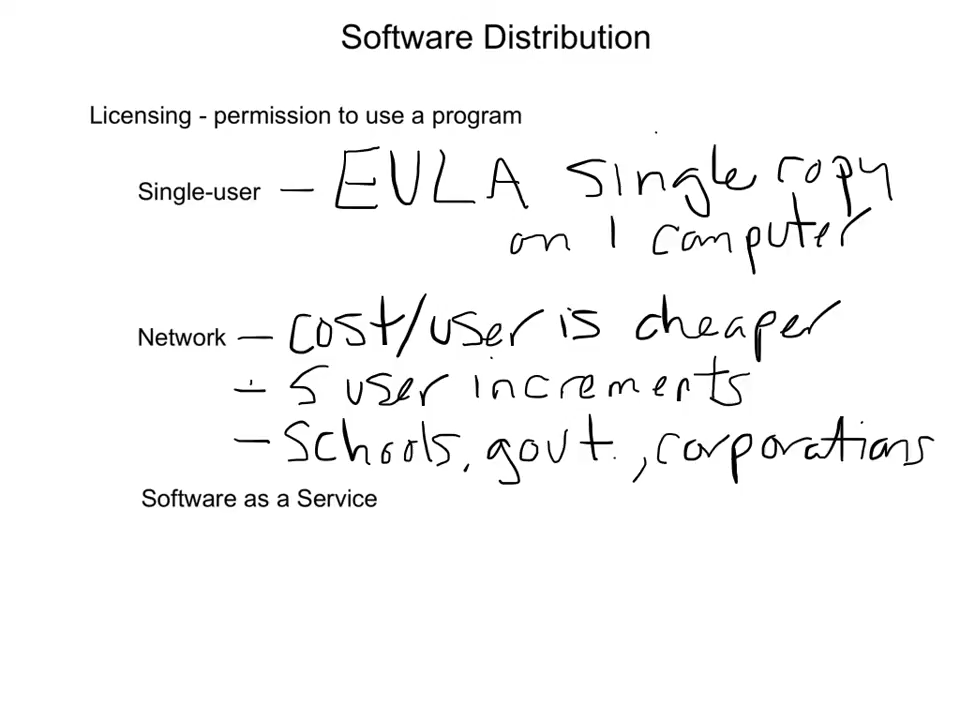 Software Distribution
Licensing - permission to use a program
Single-user — EULA single copy
on 1 computer
Network — cost/user is cheaper
- 5 user increments
- Schools, govt, corporations
Software as a Service